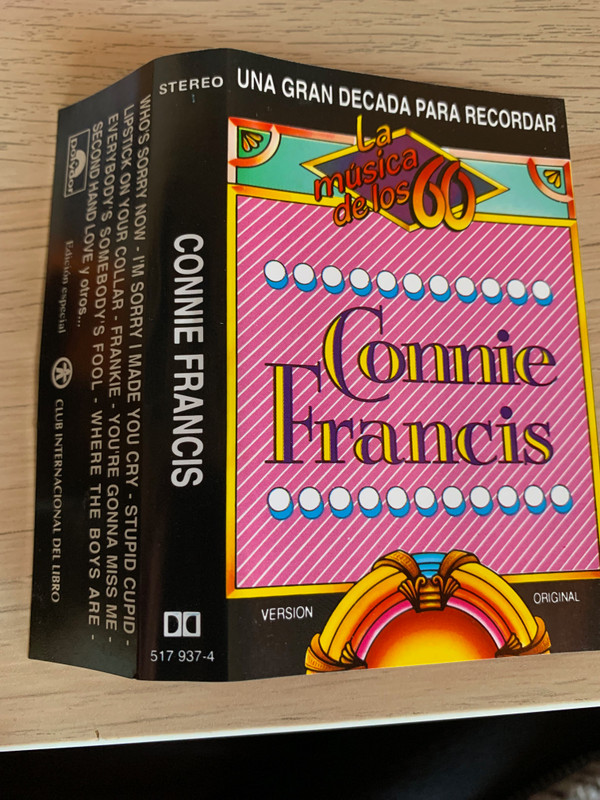 UNA GRAN DECADA PARA RECORDAR
La
música
de los 60
Connie
Francis
VERSION
ORIGINAL
STEREO
CONNIE FRANCIS
517 937-4
WHO'S SORRY NOW - I'M SORRY I MADE YOU CRY - STUPID CUPID -
LIPSTICK ON YOUR COLLAR - FRANKIE - YOU'RE GONNA MISS ME -
EVERYBODY'S SOMEBODY'S FOOL - WHERE THE BOYS ARE -
SECOND HAND LOVE y otros...
Polydor
Edición especial
CLUB INTERNACIONAL DEL LIBRO